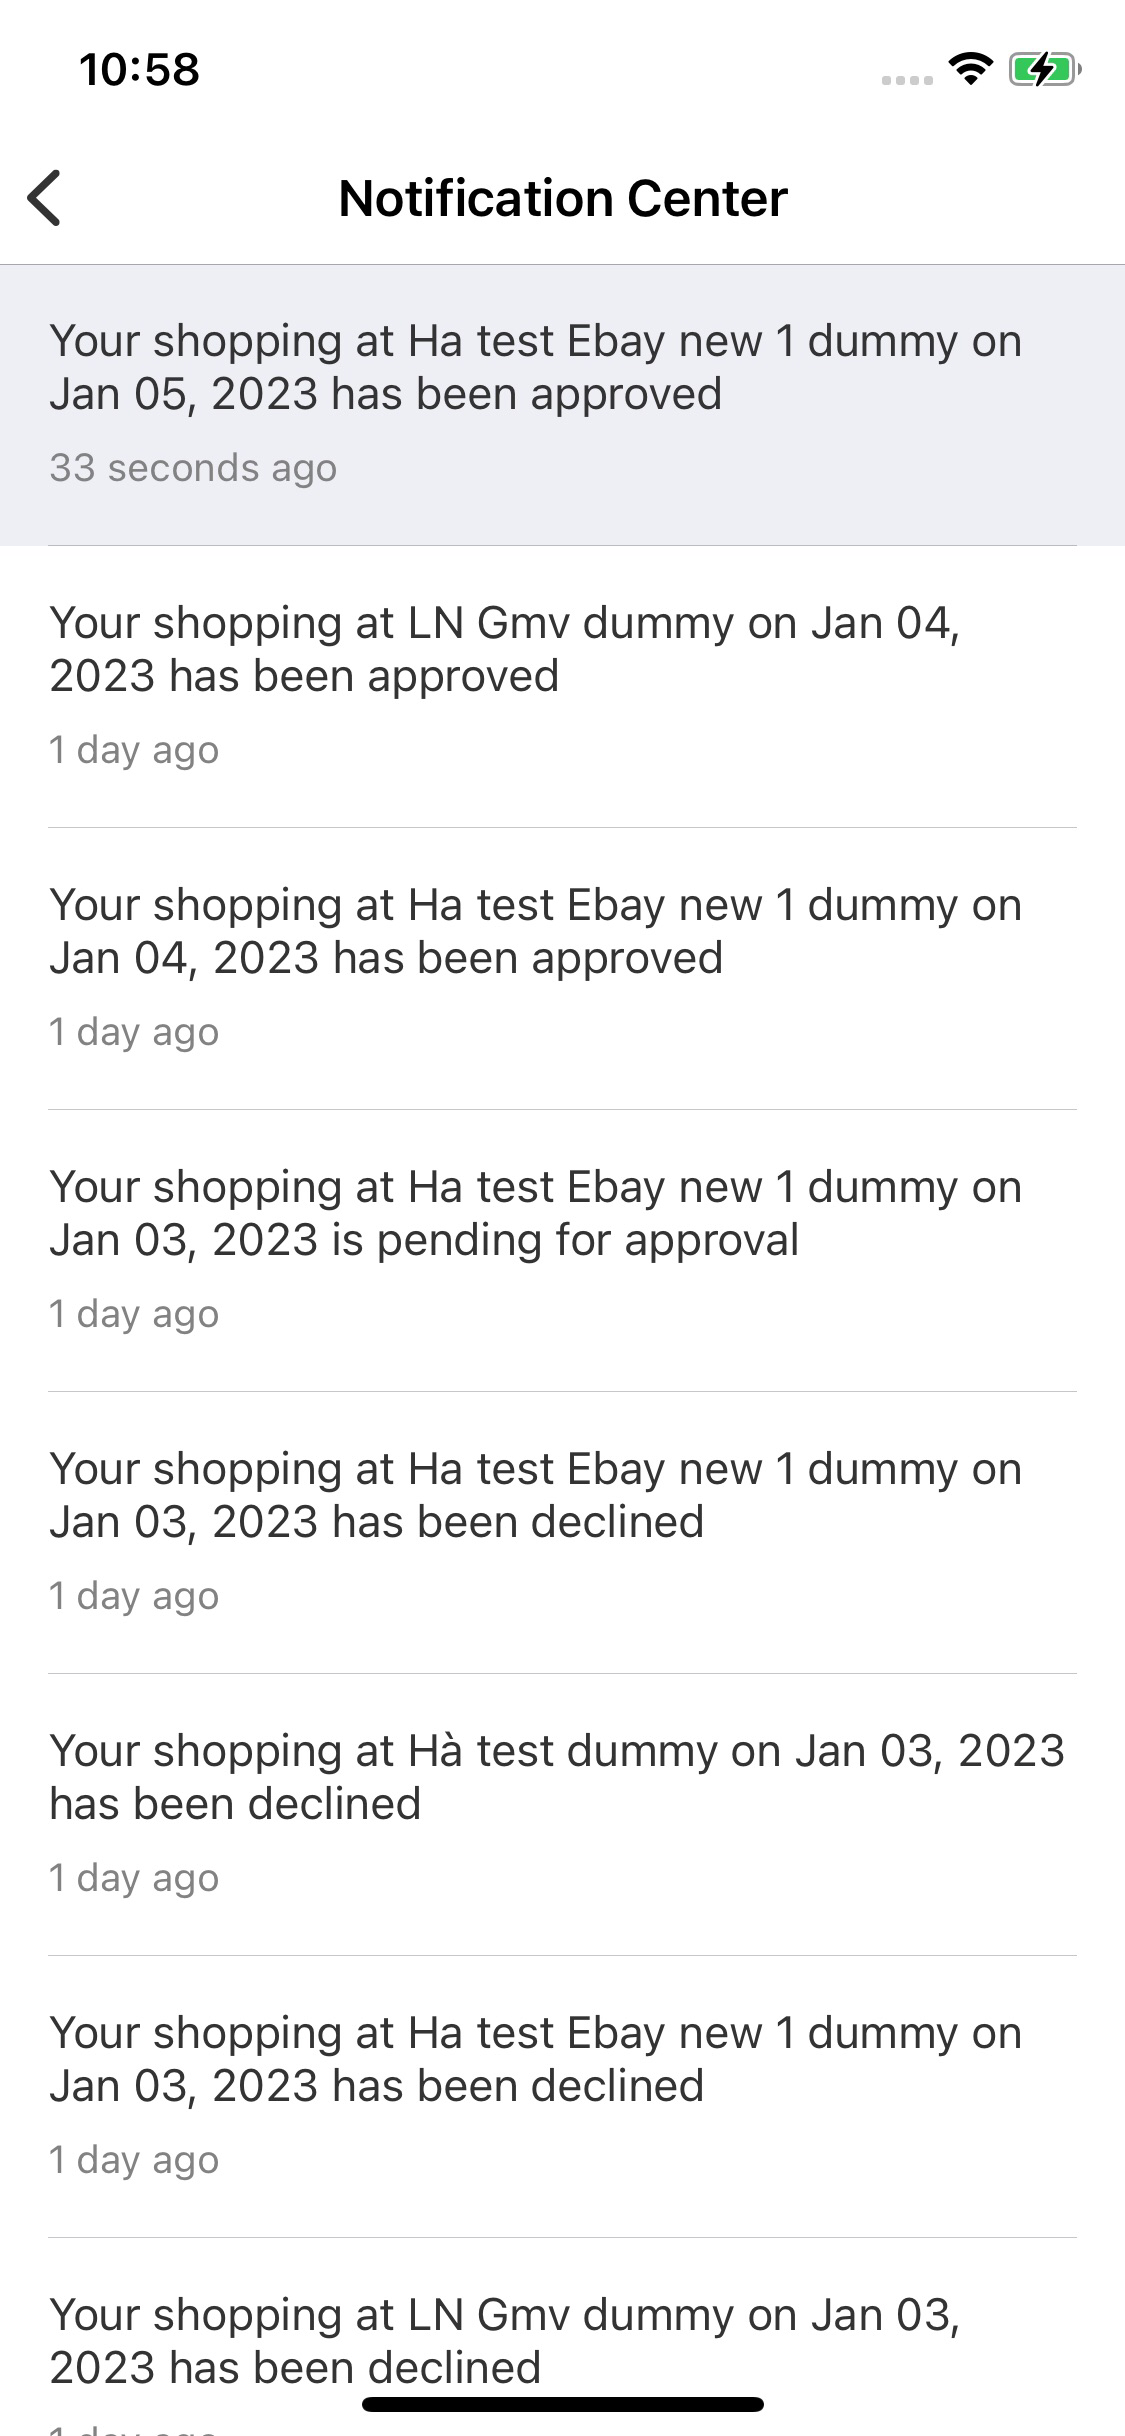 10:58
Notification Center
Your shopping at Ha test Ebay new 1 dummy on
Jan 05, 2023 has been approved
33 seconds ago
Your shopping at LN Gmv dummy on Jan 04,
2023 has been approved
1 day ago
Your shopping at Ha test Ebay new 1 dummy on
Jan 04, 2023 has been approved
1 day ago
Your shopping at Ha test Ebay new 1 dummy on
Jan 03, 2023 is pending for approval
1 day ago
Your shopping at Ha test Ebay new 1 dummy on
Jan 03, 2023 has been declined
1 day ago
Your shopping at Hà test dummy on Jan 03, 2023
has been declined
1 day ago
Your shopping at Ha test Ebay new 1 dummy on
Jan 03, 2023 has been declined
1 day ago
Your shopping at LN Gmv dummy on Jan 03,
2023 has been declined
1 day ago